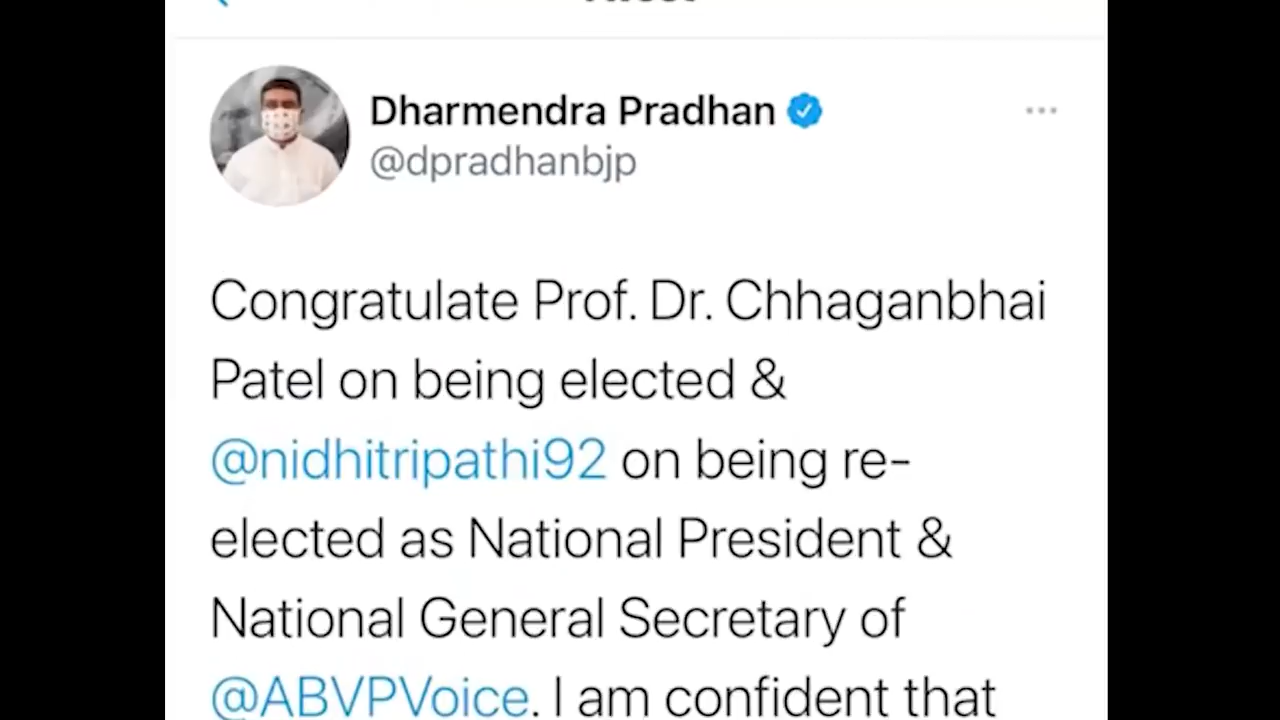 Dharmendra Pradhan
@dpradhanbjp
Congratulate Prof. Dr. Chhaganbhai
Patel on being elected &
@nidhitripathi92 on being re-
elected as National President &
National General Secretary of
@ABVPVoice. I am confident that